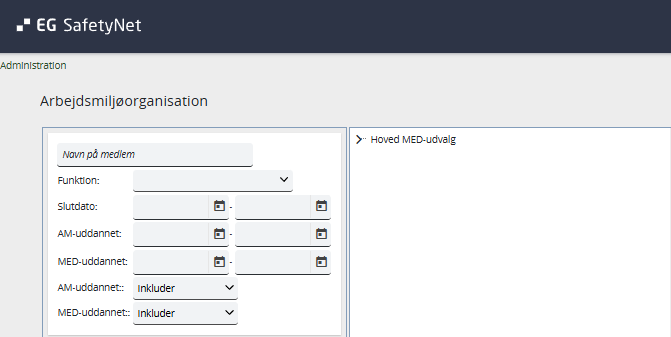 EG SafetyNet
Administration
Arbejdsmiljøorganisation
Navn på medlem
Funktion:
Slutdato: -
AM-uddannet: -
MED-uddannet: -
AM-uddannet:: Inkluder
MED-uddannet:: Inkluder
Hoved MED-udvalg